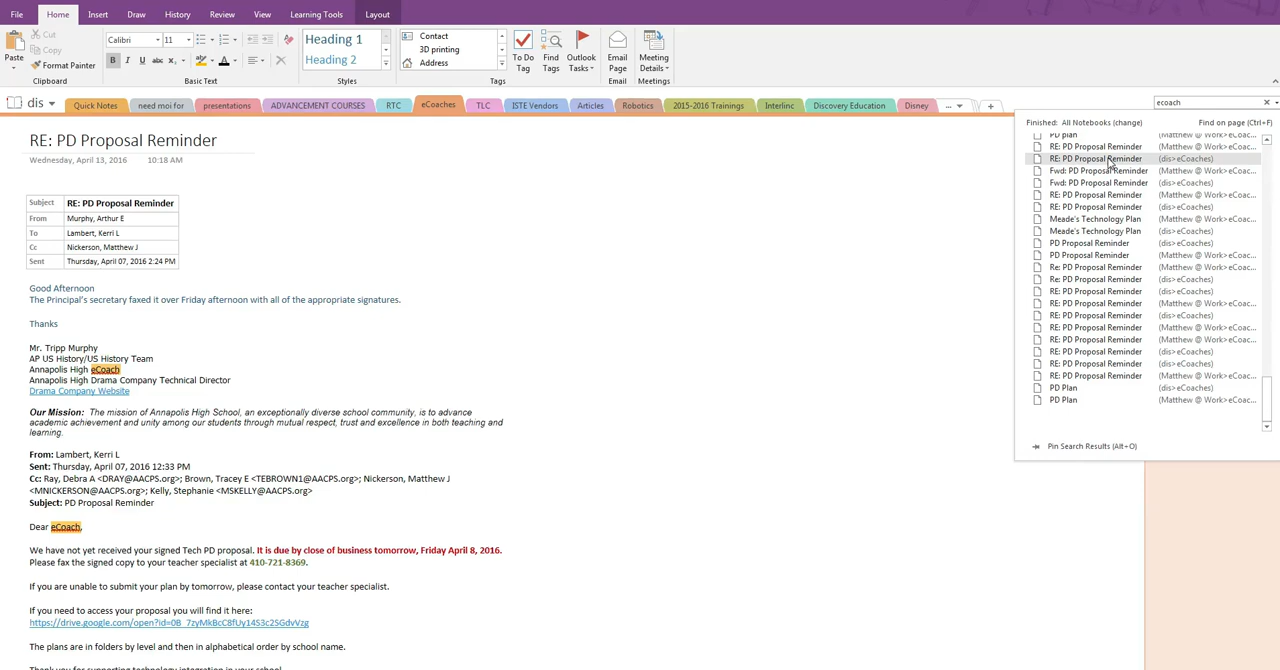 File Home Insert Draw History Review View Learning Tools Layout
Paste
Cut
Copy
Format Painter
Clipboard
Calibri 11
B I U abc x₂ ab A
Basic Text
Heading 1
Heading 2
Styles
Contact
3D printing
Address
Tags
To Do Tag
Find Tags
Outlook Tasks
Email Page
Email
Meeting Details
Meetings
dis Quick Notes need moi for presentations ADVANCEMENT COURSES RTC eCoaches TLC ISTE Vendors Articles Robotics 2015-2016 Trainings Interlinc Discovery Education Disney ... +
ecoach
Finished: All Notebooks (change) Find on page (Ctrl+F)
PD plan (Matthew @ Work>eCoac...
RE: PD Proposal Reminder (Matthew @ Work>eCoac...
RE: PD Proposal Reminder (dis>eCoaches)
Fwd: PD Proposal Reminder (Matthew @ Work>eCoac...
Fwd: PD Proposal Reminder (dis>eCoaches)
RE: PD Proposal Reminder (Matthew @ Work>eCoac...
RE: PD Proposal Reminder (dis>eCoaches)
Meade's Technology Plan (Matthew @ Work>eCoac...
Meade's Technology Plan (dis>eCoaches)
PD Proposal Reminder (dis>eCoaches)
PD Proposal Reminder (Matthew @ Work>eCoac...
Re: PD Proposal Reminder (Matthew @ Work>eCoac...
Re: PD Proposal Reminder (dis>eCoaches)
RE: PD Proposal Reminder (dis>eCoaches)
RE: PD Proposal Reminder (Matthew @ Work>eCoac...
RE: PD Proposal Reminder (dis>eCoaches)
RE: PD Proposal Reminder (Matthew @ Work>eCoac...
RE: PD Proposal Reminder (Matthew @ Work>eCoac...
RE: PD Proposal Reminder (dis>eCoaches)
RE: PD Proposal Reminder (dis>eCoaches)
RE: PD Proposal Reminder (Matthew @ Work>eCoac...
PD Plan (dis>eCoaches)
PD Plan (Matthew @ Work>eCoac...
Pin Search Results (Alt+O)
RE: PD Proposal Reminder
Wednesday, April 13, 2016 10:18 AM
Subject RE: PD Proposal Reminder
From Murphy, Arthur E
To Lambert, Kerri L
Cc Nickerson, Matthew J
Sent Thursday, April 07, 2016 2:24 PM
Good Afternoon
The Principal's secretary faxed it over Friday afternoon with all of the appropriate signatures.
Thanks
Mr. Tripp Murphy
AP US History/US History Team
Annapolis High eCoach
Annapolis High Drama Company Technical Director
Drama Company Website
Our Mission: The mission of Annapolis High School, an exceptionally diverse school community, is to advance
academic achievement and unity among our students through mutual respect, trust and excellence in both teaching and
learning.
From: Lambert, Kerri L
Sent: Thursday, April 07, 2016 12:33 PM
Cc: Ray, Debra A <DRAY@AACPS.org>; Brown, Tracey E <TEBROWN1@AACPS.org>; Nickerson, Matthew J
<MNICKERSON@AACPS.org>; Kelly, Stephanie <MSKELLY@AACPS.org>
Subject: PD Proposal Reminder
Dear eCoach,
We have not yet received your signed Tech PD proposal. It is due by close of business tomorrow, Friday April 8, 2016.
Please fax the signed copy to your teacher specialist at 410-721-8369.
If you are unable to submit your plan by tomorrow, please contact your teacher specialist.
If you need to access your proposal you will find it here:
https://drive.google.com/open?id=0B_7zyMkBcC8fUy1453c2SGdvVzg
The plans are in folders by level and then in alphabetical order by school name.
Thank you for supporting technology integration in your school.